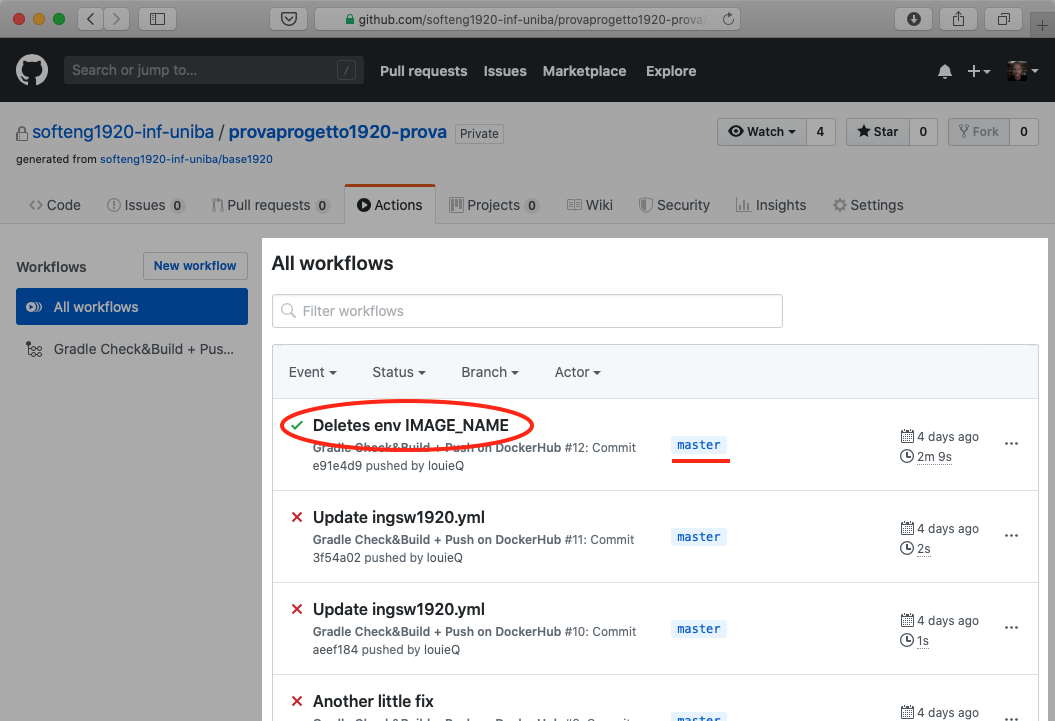 github.com/softeng1920-inf-uniba/provaprogetto1920-prova/
Search or jump to…
/
Pull requests
Issues
Marketplace
Explore
softeng1920-inf-uniba / provaprogetto1920-prova
Private
Watch
4
Star
0
Fork
0
generated from softeng1920-inf-uniba/base1920
Code
Issues 0
Pull requests 0
Actions
Projects 0
Wiki
Security
Insights
Settings
Workflows
New workflow
All workflows
Gradle Check&Build + Pus...
All workflows
Filter workflows
Event
Status
Branch
Actor
Deletes env IMAGE_NAME
Gradle Check&Build + Push on DockerHub #12: Commit
e91e4d9 pushed by louieQ
master
4 days ago
2m 9s
Update ingsw1920.yml
Gradle Check&Build + Push on DockerHub #11: Commit
3f54a02 pushed by louieQ
master
4 days ago
2s
Update ingsw1920.yml
Gradle Check&Build + Push on DockerHub #10: Commit
aeef184 pushed by louieQ
master
4 days ago
1s
Another little fix
master
4 days ago